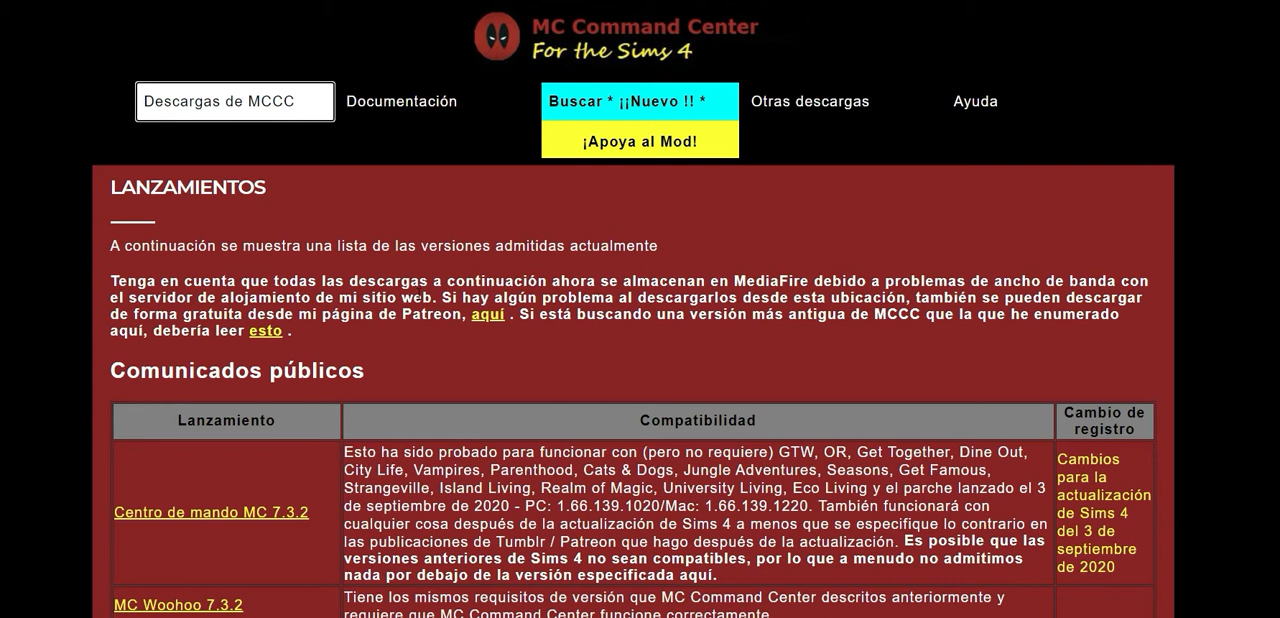 MC Command Center
For the Sims 4
Descargas de MCCC
Documentación
Buscar * ¡¡Nuevo !! *
Otras descargas
Ayuda
¡Apoya al Mod!
LANZAMIENTOS
A continuación se muestra una lista de las versiones admitidas actualmente
Tenga en cuenta que todas las descargas a continuación ahora se almacenan en MediaFire debido a problemas de ancho de banda con
el servidor de alojamiento de mi sitio web. Si hay algún problema al descargarlos desde esta ubicación, también se pueden descargar
de forma gratuita desde mi página de Patreon, aquí . Si está buscando una versión más antigua de MCCC que la que he enumerado
aquí, debería leer esto .
Comunicados públicos
Lanzamiento
Compatibilidad
Cambio de
registro
Centro de mando MC 7.3.2
Esto ha sido probado para funcionar con (pero no requiere) GTW, OR, Get Together, Dine Out,
City Life, Vampires, Parenthood, Cats & Dogs, Jungle Adventures, Seasons, Get Famous,
Strangeville, Island Living, Realm of Magic, University Living, Eco Living y el parche lanzado el 3
de septiembre de 2020 - PC: 1.66.139.1020/Mac: 1.66.139.1220. También funcionará con
cualquier cosa después de la actualización de Sims 4 a menos que se especifique lo contrario en
las publicaciones de Tumblr / Patreon que hago después de la actualización. Es posible que las
versiones anteriores de Sims 4 no sean compatibles, por lo que a menudo no admitimos
nada por debajo de la versión especificada aquí.
Cambios
para la
actualización
de Sims 4
del 3 de
septiembre
de 2020
MC Woohoo 7.3.2
Tiene los mismos requisitos de versión que MC Command Center descritos anteriormente y
requiere que MC Command Center funcione correctamente